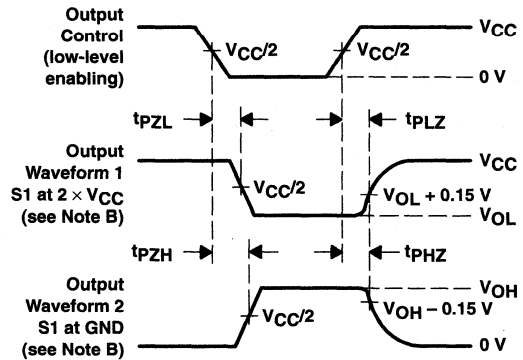 Output
Control
(low-level
enabling)
VCC/2
VCC/2
VCC
0 V
tPZL
tPLZ
Output
Waveform 1
S1 at 2 × VCC
(see Note B)
VCC/2
VCC
VOL + 0.15 V
VOL
tPZH
tPHZ
Output
Waveform 2
S1 at GND
(see Note B)
VCC/2
VOH
VOH − 0.15 V
0 V